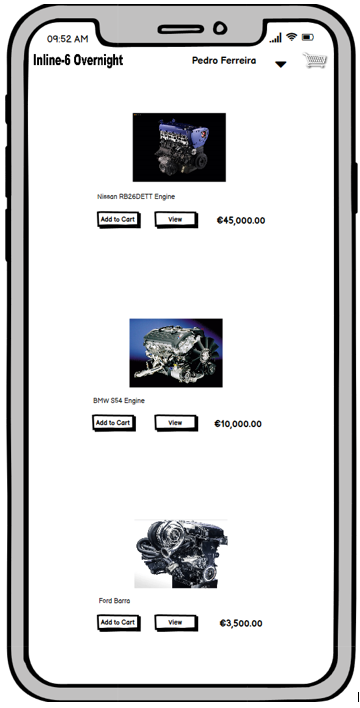 09:52 AM
Inline-6 Overnight
Pedro Ferreira
Nissan RB26DETT Engine
Add to Cart
View
€45,000.00
BMW S54 Engine
Add to Cart
View
€10,000.00
Ford Barra
Add to Cart
View
€3,500.00